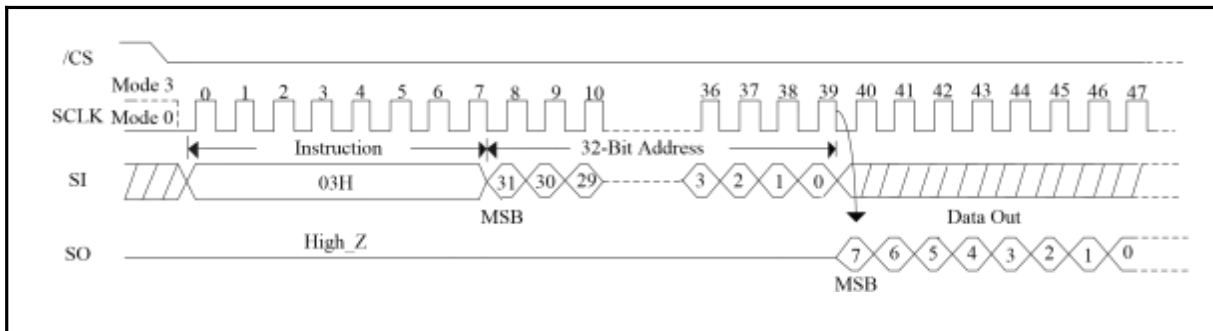 /CS
Mode 3 0 1 2 3 4 5 6 7 8 9 10 36 37 38 39 40 41 42 43 44 45 46 47
SCLK Mode 0
Instruction 32-Bit Address
SI 03H 31 30 29 3 2 1 0
MSB Data Out
High_Z
SO 7 6 5 4 3 2 1 0
MSB